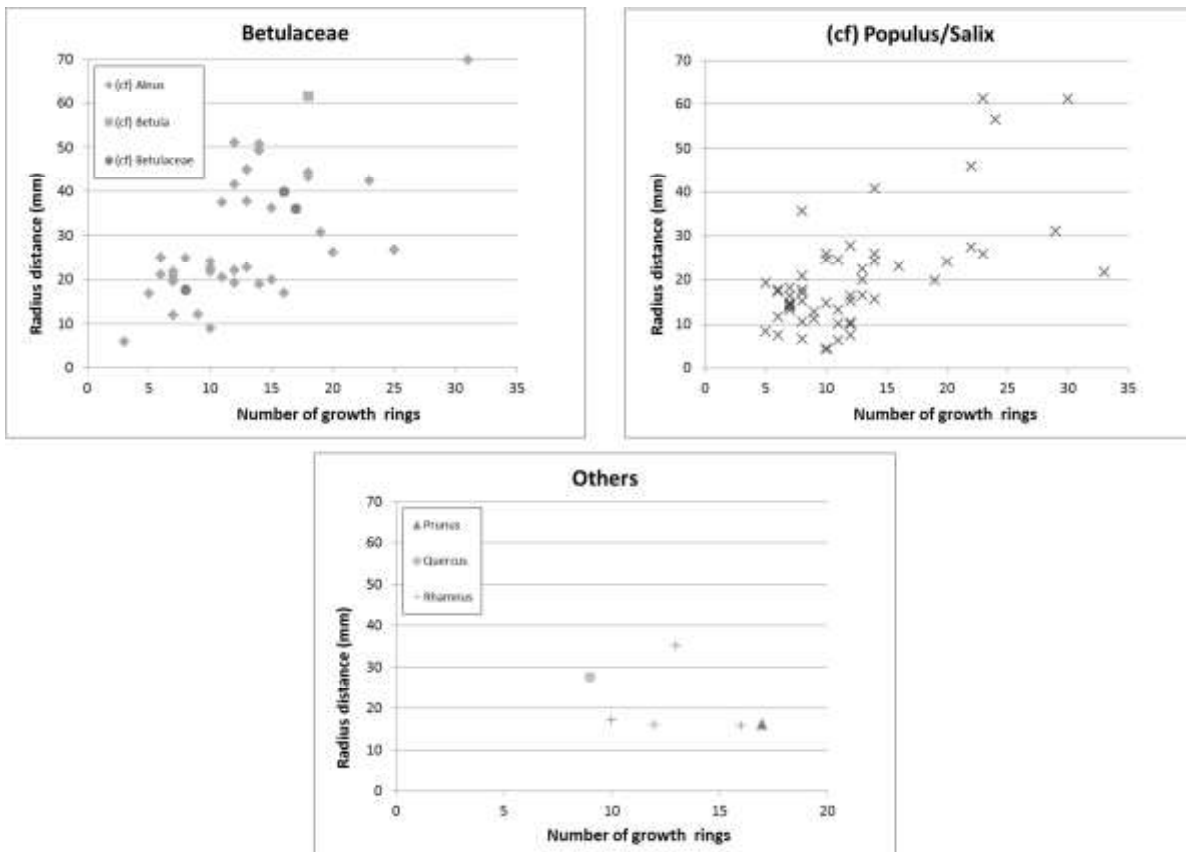 Betulaceae
70
60
50
40
30
20
10
0
Radius distance (mm)
(cf) Alnus
(cf) Betula
(cf) Betulaceae
0 5 10 15 20 25 30 35
Number of growth rings
(cf) Populus/Salix
70
60
50
40
30
20
10
0
Radius distance (mm)
0 5 10 15 20 25 30 35
Number of growth rings
Others
70
60
50
40
30
20
10
0
Radius distance (mm)
Prunus
Quercus
Rhamnus
0 5 10 15 20
Number of growth rings